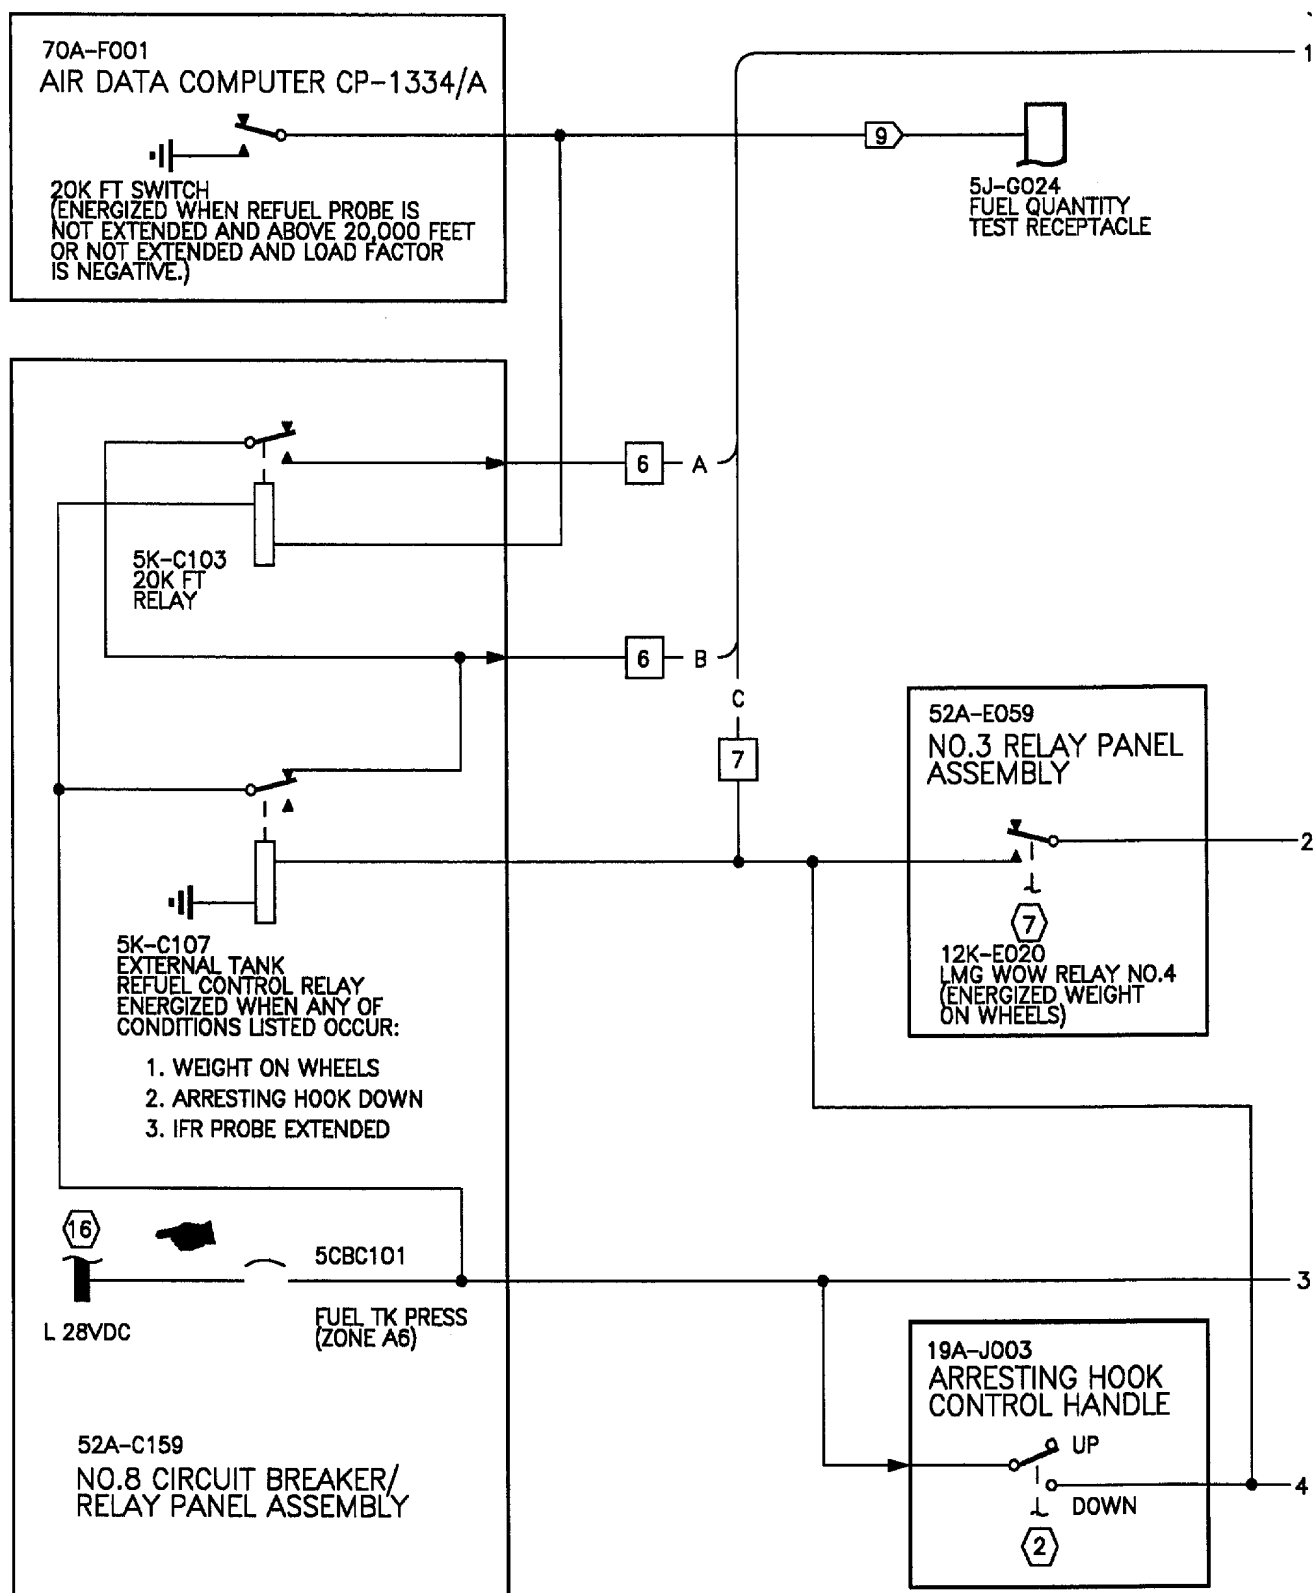 70A-F001
AIR DATA COMPUTER CP-1334/A
20K FT SWITCH
(ENERGIZED WHEN REFUEL PROBE IS
NOT EXTENDED AND ABOVE 20,000 FEET
OR NOT EXTENDED AND LOAD FACTOR
IS NEGATIVE.)
1
9
5J-G024
FUEL QUANTITY
TEST RECEPTACLE
6 A
5K-C103
20K FT
RELAY
6 B
C
7
52A-E059
NO.3 RELAY PANEL
ASSEMBLY
2
7
12K-E020
LMG WOW RELAY NO.4
(ENERGIZED WEIGHT
ON WHEELS)
5K-C107
EXTERNAL TANK
REFUEL CONTROL RELAY
ENERGIZED WHEN ANY OF
CONDITIONS LISTED OCCUR:
1. WEIGHT ON WHEELS
2. ARRESTING HOOK DOWN
3. IFR PROBE EXTENDED
16
5CBC101
3
L 28VDC
FUEL TK PRESS
(ZONE A6)
19A-J003
ARRESTING HOOK
CONTROL HANDLE
UP
4
DOWN
2
52A-C159
NO.8 CIRCUIT BREAKER/
RELAY PANEL ASSEMBLY